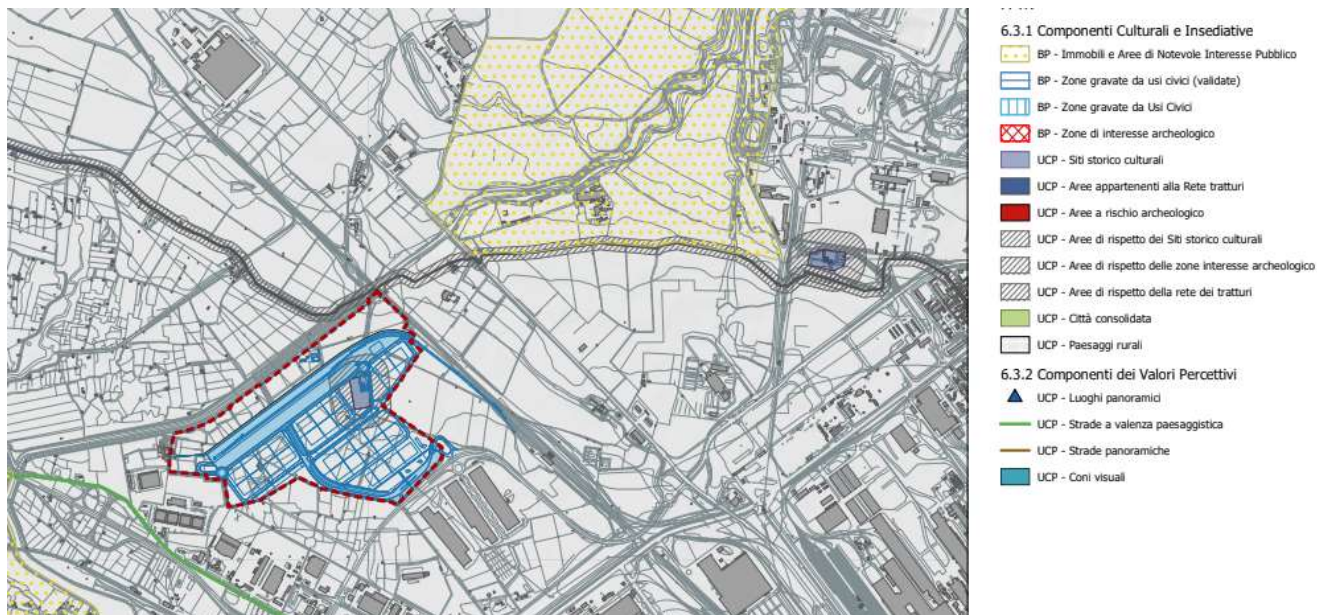 6.3.1 Componenti Culturali e Insediative
BP - Immobili e Aree di Notevole Interesse Pubblico
BP - Zone gravate da usi civici (validate)
BP - Zone gravate da Usi Civici
BP - Zone di interesse archeologico
UCP - Siti storico culturali
UCP - Aree appartenenti alla Rete tratturi
UCP - Aree a rischio archeologico
UCP - Aree di rispetto dei Siti storico culturali
UCP - Aree di rispetto delle zone interesse archeologico
UCP - Aree di rispetto della rete dei tratturi
UCP - Città consolidata
UCP - Paesaggi rurali
6.3.2 Componenti dei Valori Percettivi
UCP - Luoghi panoramici
UCP - Strade a valenza paesaggistica
UCP - Strade panoramiche
UCP - Coni visuali